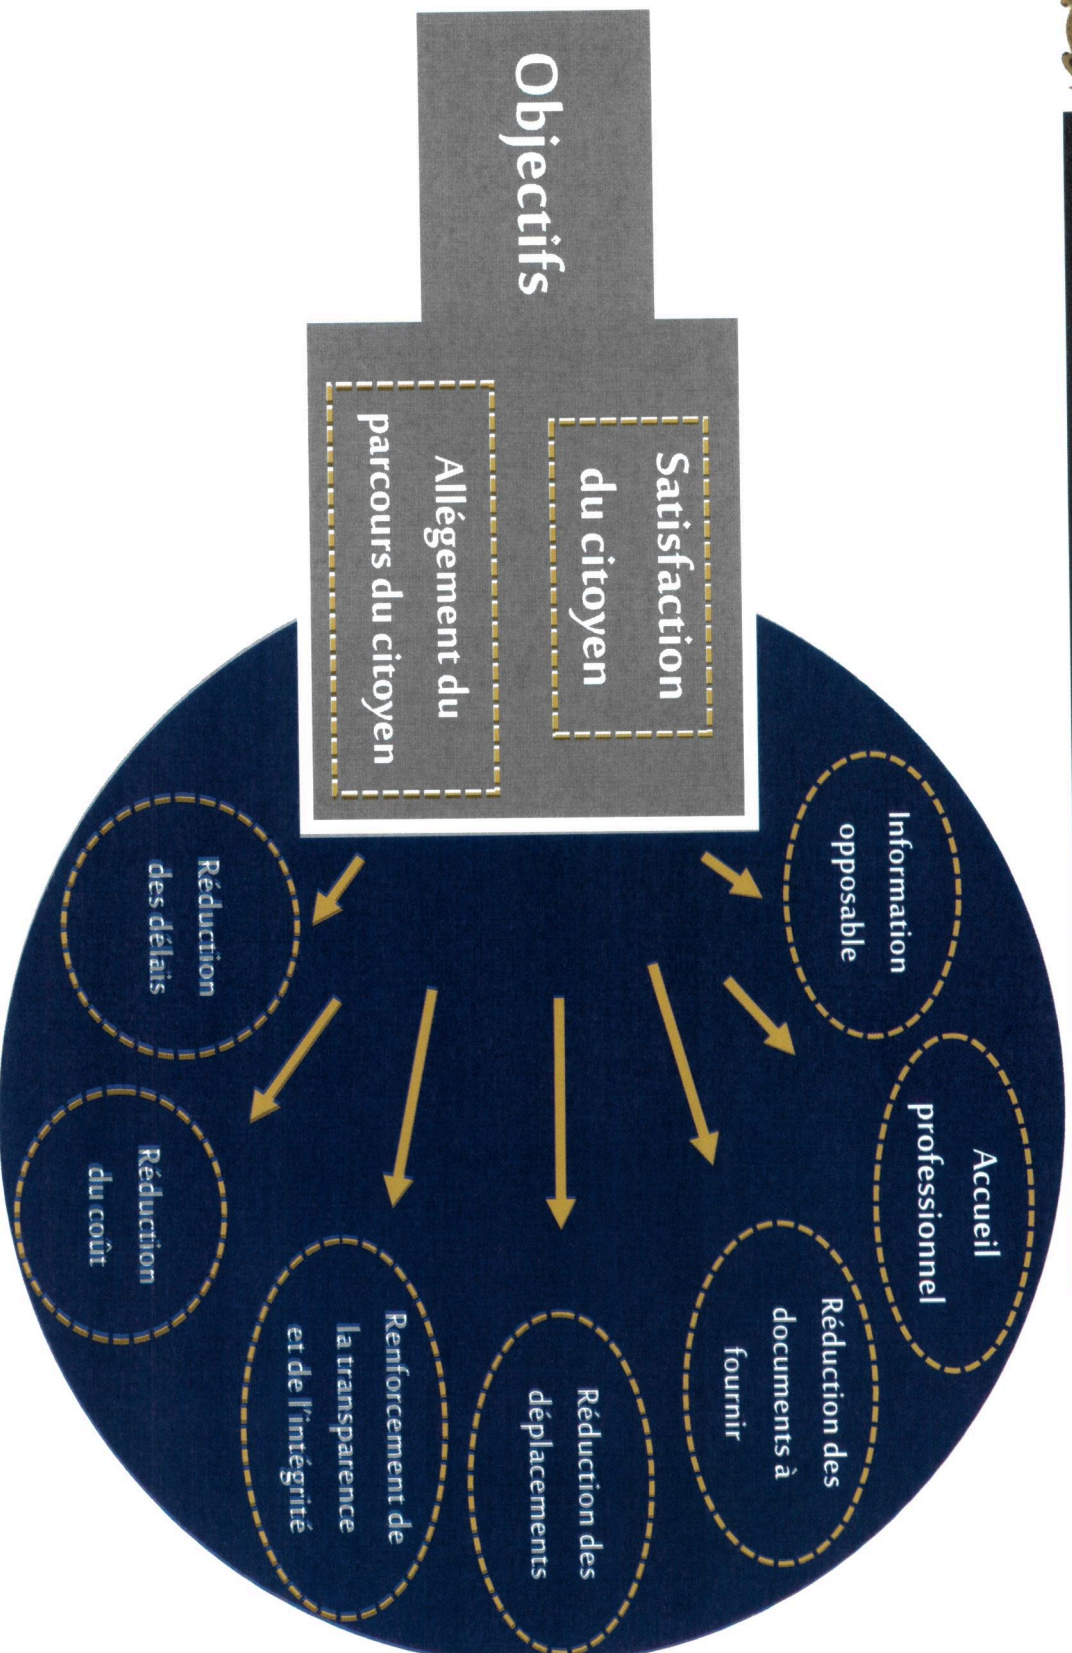 Objectifs
Satisfaction
du citoyen
Allégement du
parcours du citoyen
Information
opposable
Accueil
professionnel
Réduction des
documents à
fournir
Réduction des
déplacements
Renforcement de
la transparence
et de l'intégrité
Réduction
du coût
Réduction
des délais